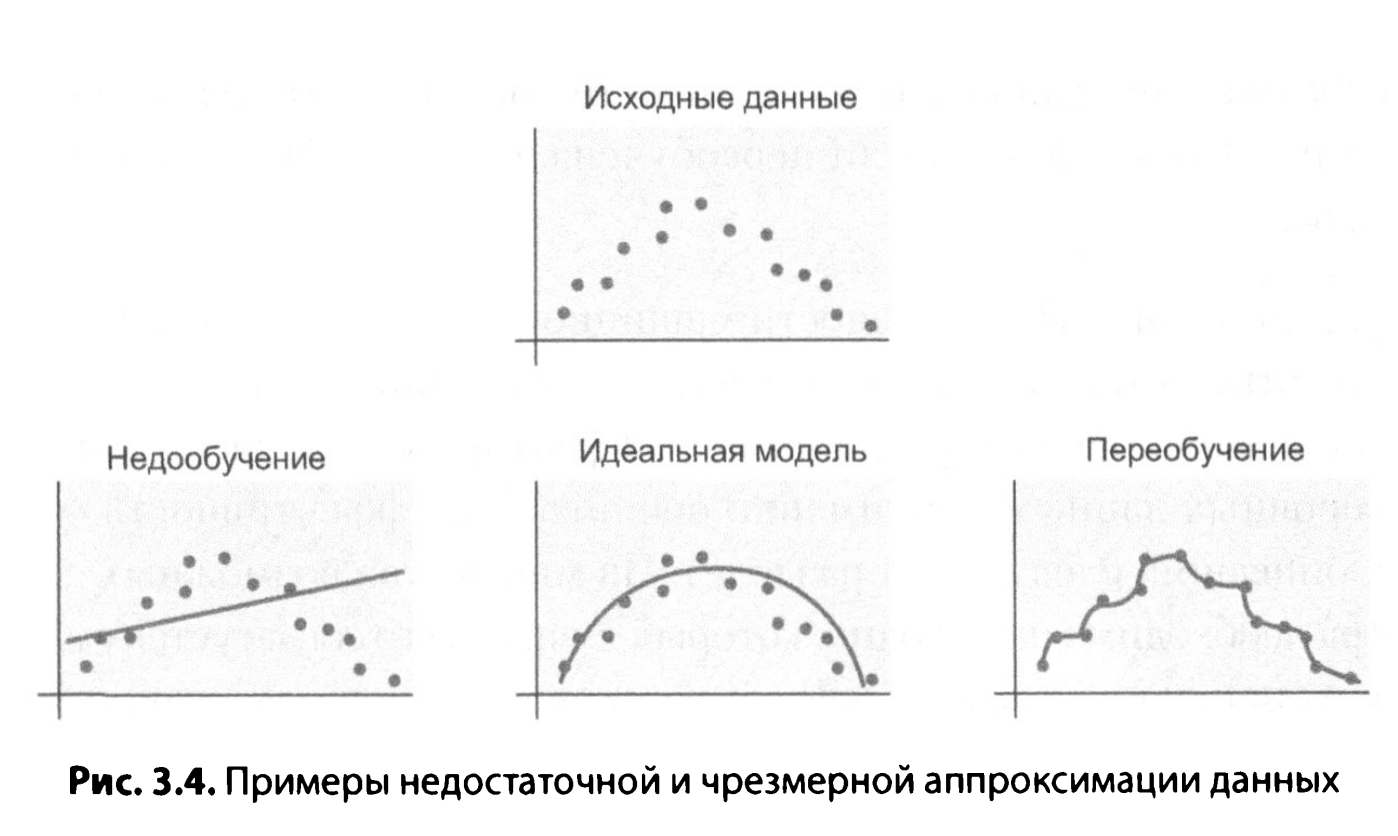 Исходные данные
Недообучение
Идеальная модель
Переобучение
Рис. 3.4. Примеры недостаточной и чрезмерной аппроксимации данных